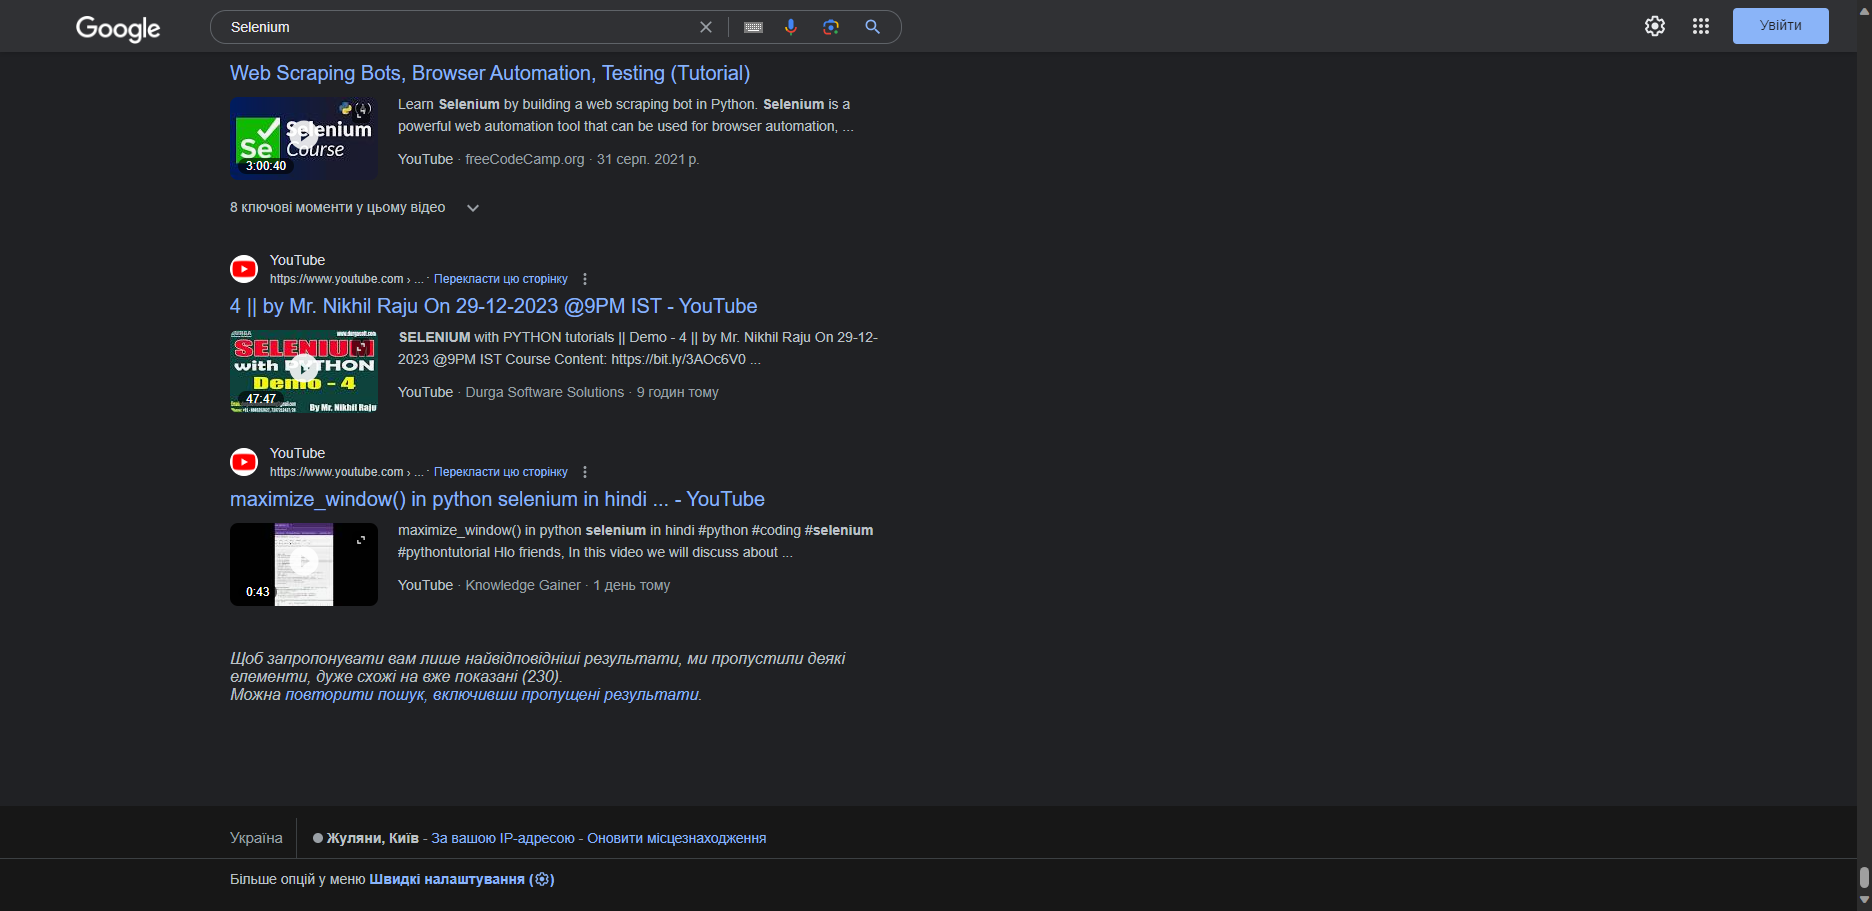 Google
Selenium
Увійти
Web Scraping Bots, Browser Automation, Testing (Tutorial)
Selenium
Course
Se
3:00:40
Learn Selenium by building a web scraping bot in Python. Selenium is a
powerful web automation tool that can be used for browser automation, ...
YouTube · freeCodeCamp.org · 31 серп. 2021 р.
8 ключові моменти у цьому відео
YouTube
https://www.youtube.com › ... · Перекласти цю сторінку
4 || by Mr. Nikhil Raju On 29-12-2023 @9PM IST - YouTube
SELENIUM
with PYTHON
Demo - 4
47:47
By Mr. Nikhil Raju
SELENIUM with PYTHON tutorials || Demo - 4 || by Mr. Nikhil Raju On 29-12-
2023 @9PM IST Course Content: https://bit.ly/3AOc6V0 ...
YouTube · Durga Software Solutions · 9 годин тому
YouTube
https://www.youtube.com › ... · Перекласти цю сторінку
maximize_window() in python selenium in hindi ... - YouTube
0:43
maximize_window() in python selenium in hindi #python #coding #selenium
#pythontutorial Hlo friends, In this video we will discuss about ...
YouTube · Knowledge Gainer · 1 день тому
Щоб запропонувати вам лише найвідповідніші результати, ми пропустили деякі
елементи, дуже схожі на вже показані (230).
Можна повторити пошук, включивши пропущені результати.
Україна
Жуляни, Київ - За вашою IP-адресою - Оновити місцезнаходження
Більше опцій у меню Швидкі налаштування ( )